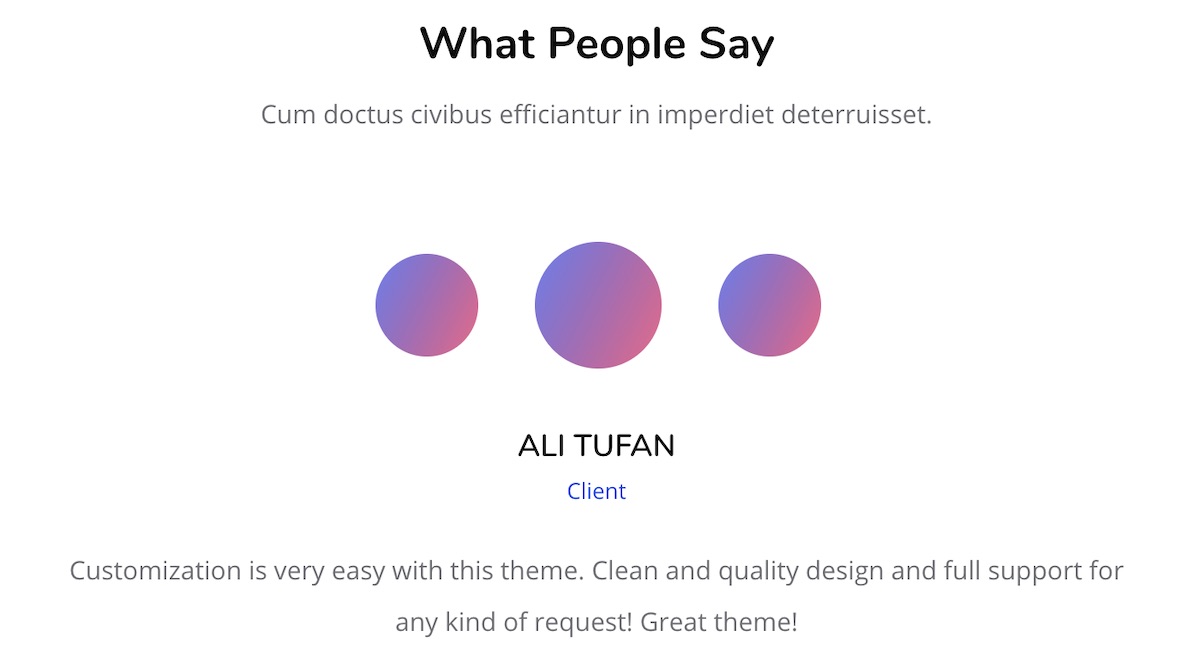 What People Say
Cum doctus civibus efficiantur in imperdiet deterruisset.
ALI TUFAN
Client
Customization is very easy with this theme. Clean and quality design and full support for
any kind of request! Great theme!